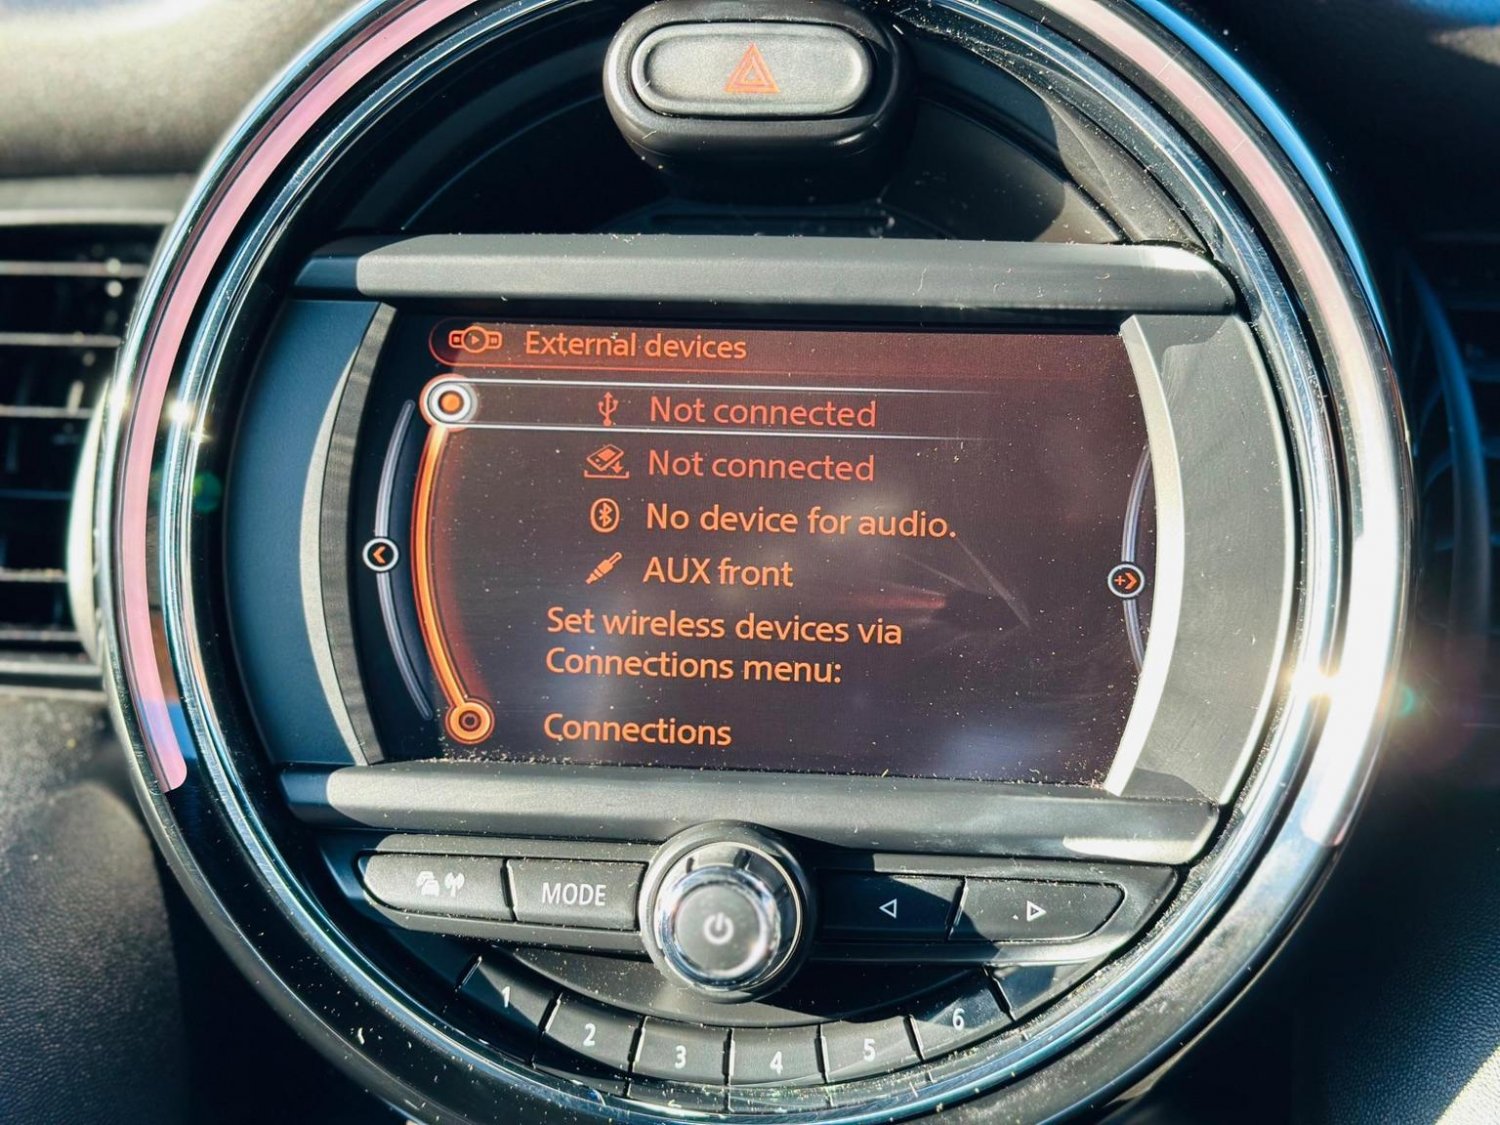 External devices
Not connected
Not connected
No device for audio.
AUX front
Set wireless devices via
Connections menu:
Connections
MODE
1
2
3
4
5
6